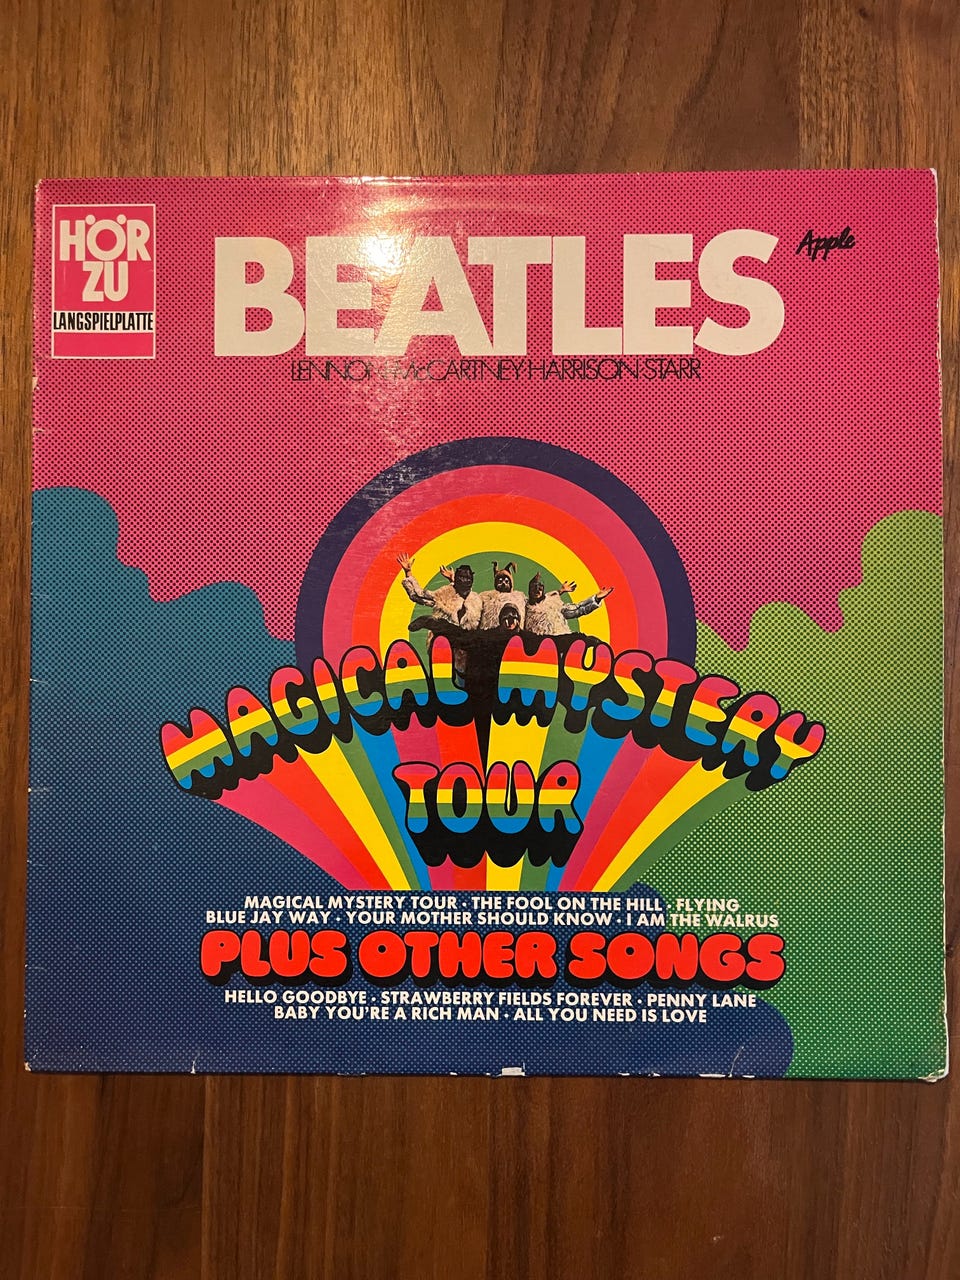 HÖR
ZU
LANGSPIELPLATTE
BEATLES
Apple
LENNON McCARTNEY HARRISON STARR
MAGICAL MYSTERY
TOUR
MAGICAL MYSTERY TOUR · THE FOOL ON THE HILL · FLYING
BLUE JAY WAY · YOUR MOTHER SHOULD KNOW · I AM THE WALRUS
PLUS OTHER SONGS
HELLO GOODBYE · STRAWBERRY FIELDS FOREVER · PENNY LANE
BABY YOU'RE A RICH MAN · ALL YOU NEED IS LOVE